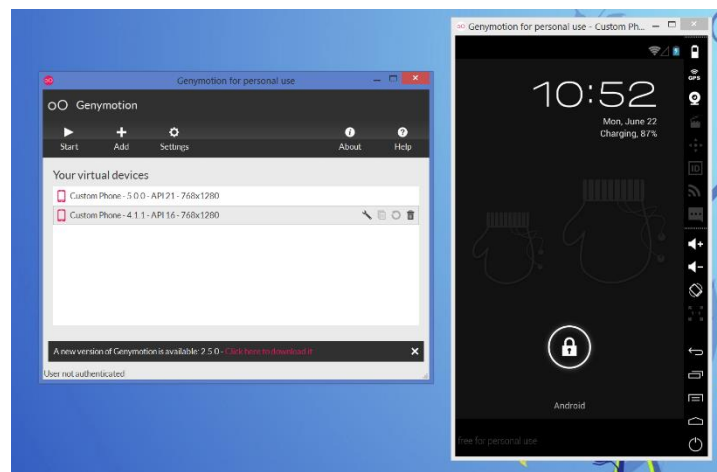 Genymotion for personal use
Genymotion
Start Add Settings About Help
Your virtual devices
Custom Phone - 5.0.0 - API 21 - 768x1280
Custom Phone - 4.1.1 - API 16 - 768x1280
A new version of Genymotion is available: 2.5.0 - Click here to download it
User not authenticated
Genymotion for personal use - Custom Ph...
GPS
10:52
Mon, June 22
Charging, 87%
ID
Android
free for personal use